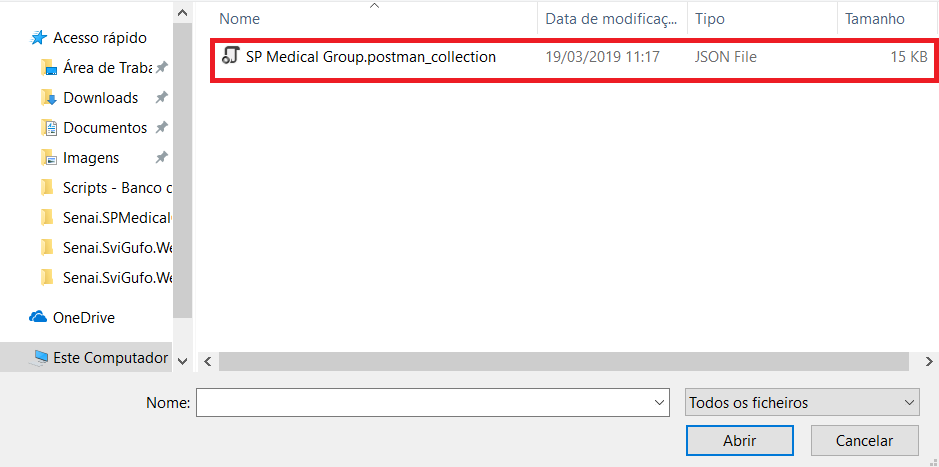 Nome Data de modificaç... Tipo Tamanho
SP Medical Group.postman_collection 19/03/2019 11:17 JSON File 15 KB
Acesso rápido
Área de Traba
Downloads
Documentos
Imagens
Scripts - Banco d
Senai.SPMedical
Senai.SviGufo.We
Senai.SviGufo.We
OneDrive
Este Computador
Nome:
Todos os ficheiros
Abrir Cancelar